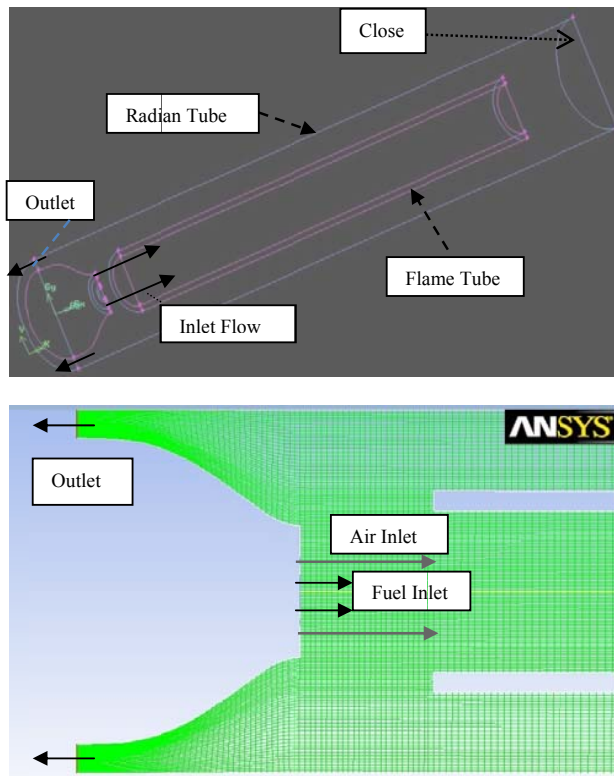 Close
Radian Tube
Outlet
Flame Tube
Inlet Flow
ANSYS
Outlet
Air Inlet
Fuel Inlet